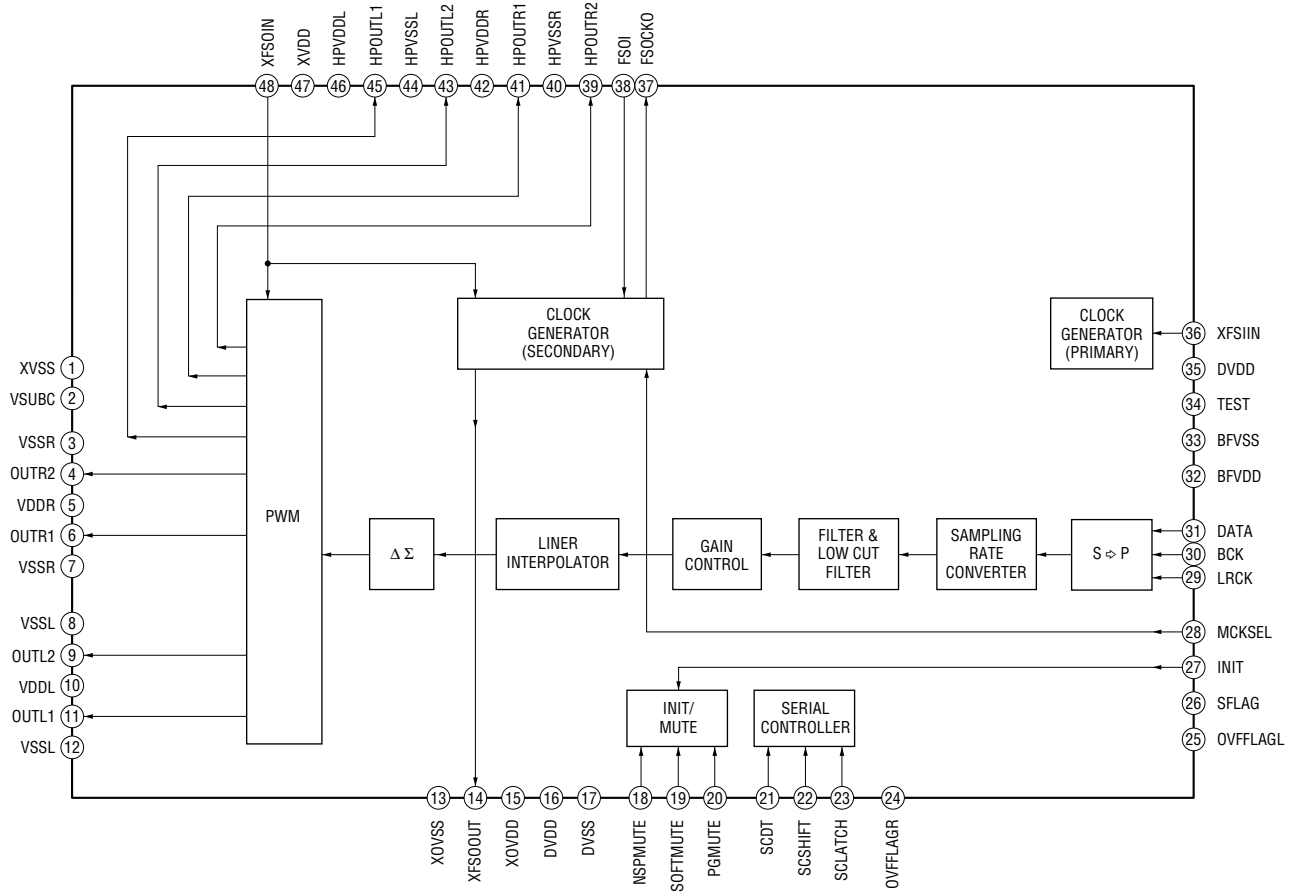 XFSOIN
XVDD
HPVDDL
HPOUTL1
HPVSSL
HPOUTL2
HPVDDR
HPOUTR1
HPVSSR
HPOUTR2
FSOI
FSOCKO
48
47
46
45
44
43
42
41
40
39
38
37
XVSS
1
VSUBC
2
VSSR
3
OUTR2
4
VDDR
5
OUTR1
6
VSSR
7
VSSL
8
OUTL2
9
VDDL
10
OUTL1
11
VSSL
12
PWM
CLOCK
GENERATOR
(SECONDARY)
CLOCK
GENERATOR
(PRIMARY)
Δ Σ
LINER
INTERPOLATOR
GAIN
CONTROL
FILTER &
LOW CUT
FILTER
SAMPLING
RATE
CONVERTER
S ⇨ P
INIT/
MUTE
SERIAL
CONTROLLER
36 XFSIIN
35 DVDD
34 TEST
33 BFVSS
32 BFVDD
31 DATA
30 BCK
29 LRCK
28 MCKSEL
27 INIT
26 SFLAG
25 OVFFLAGL
13
14
15
16
17
18
19
20
21
22
23
24
XOVSS
XFSOOUT
XOVDD
DVDD
DVSS
NSPMUTE
SOFTMUTE
PGMUTE
SCDT
SCSHIFT
SCLATCH
OVFFLAGR